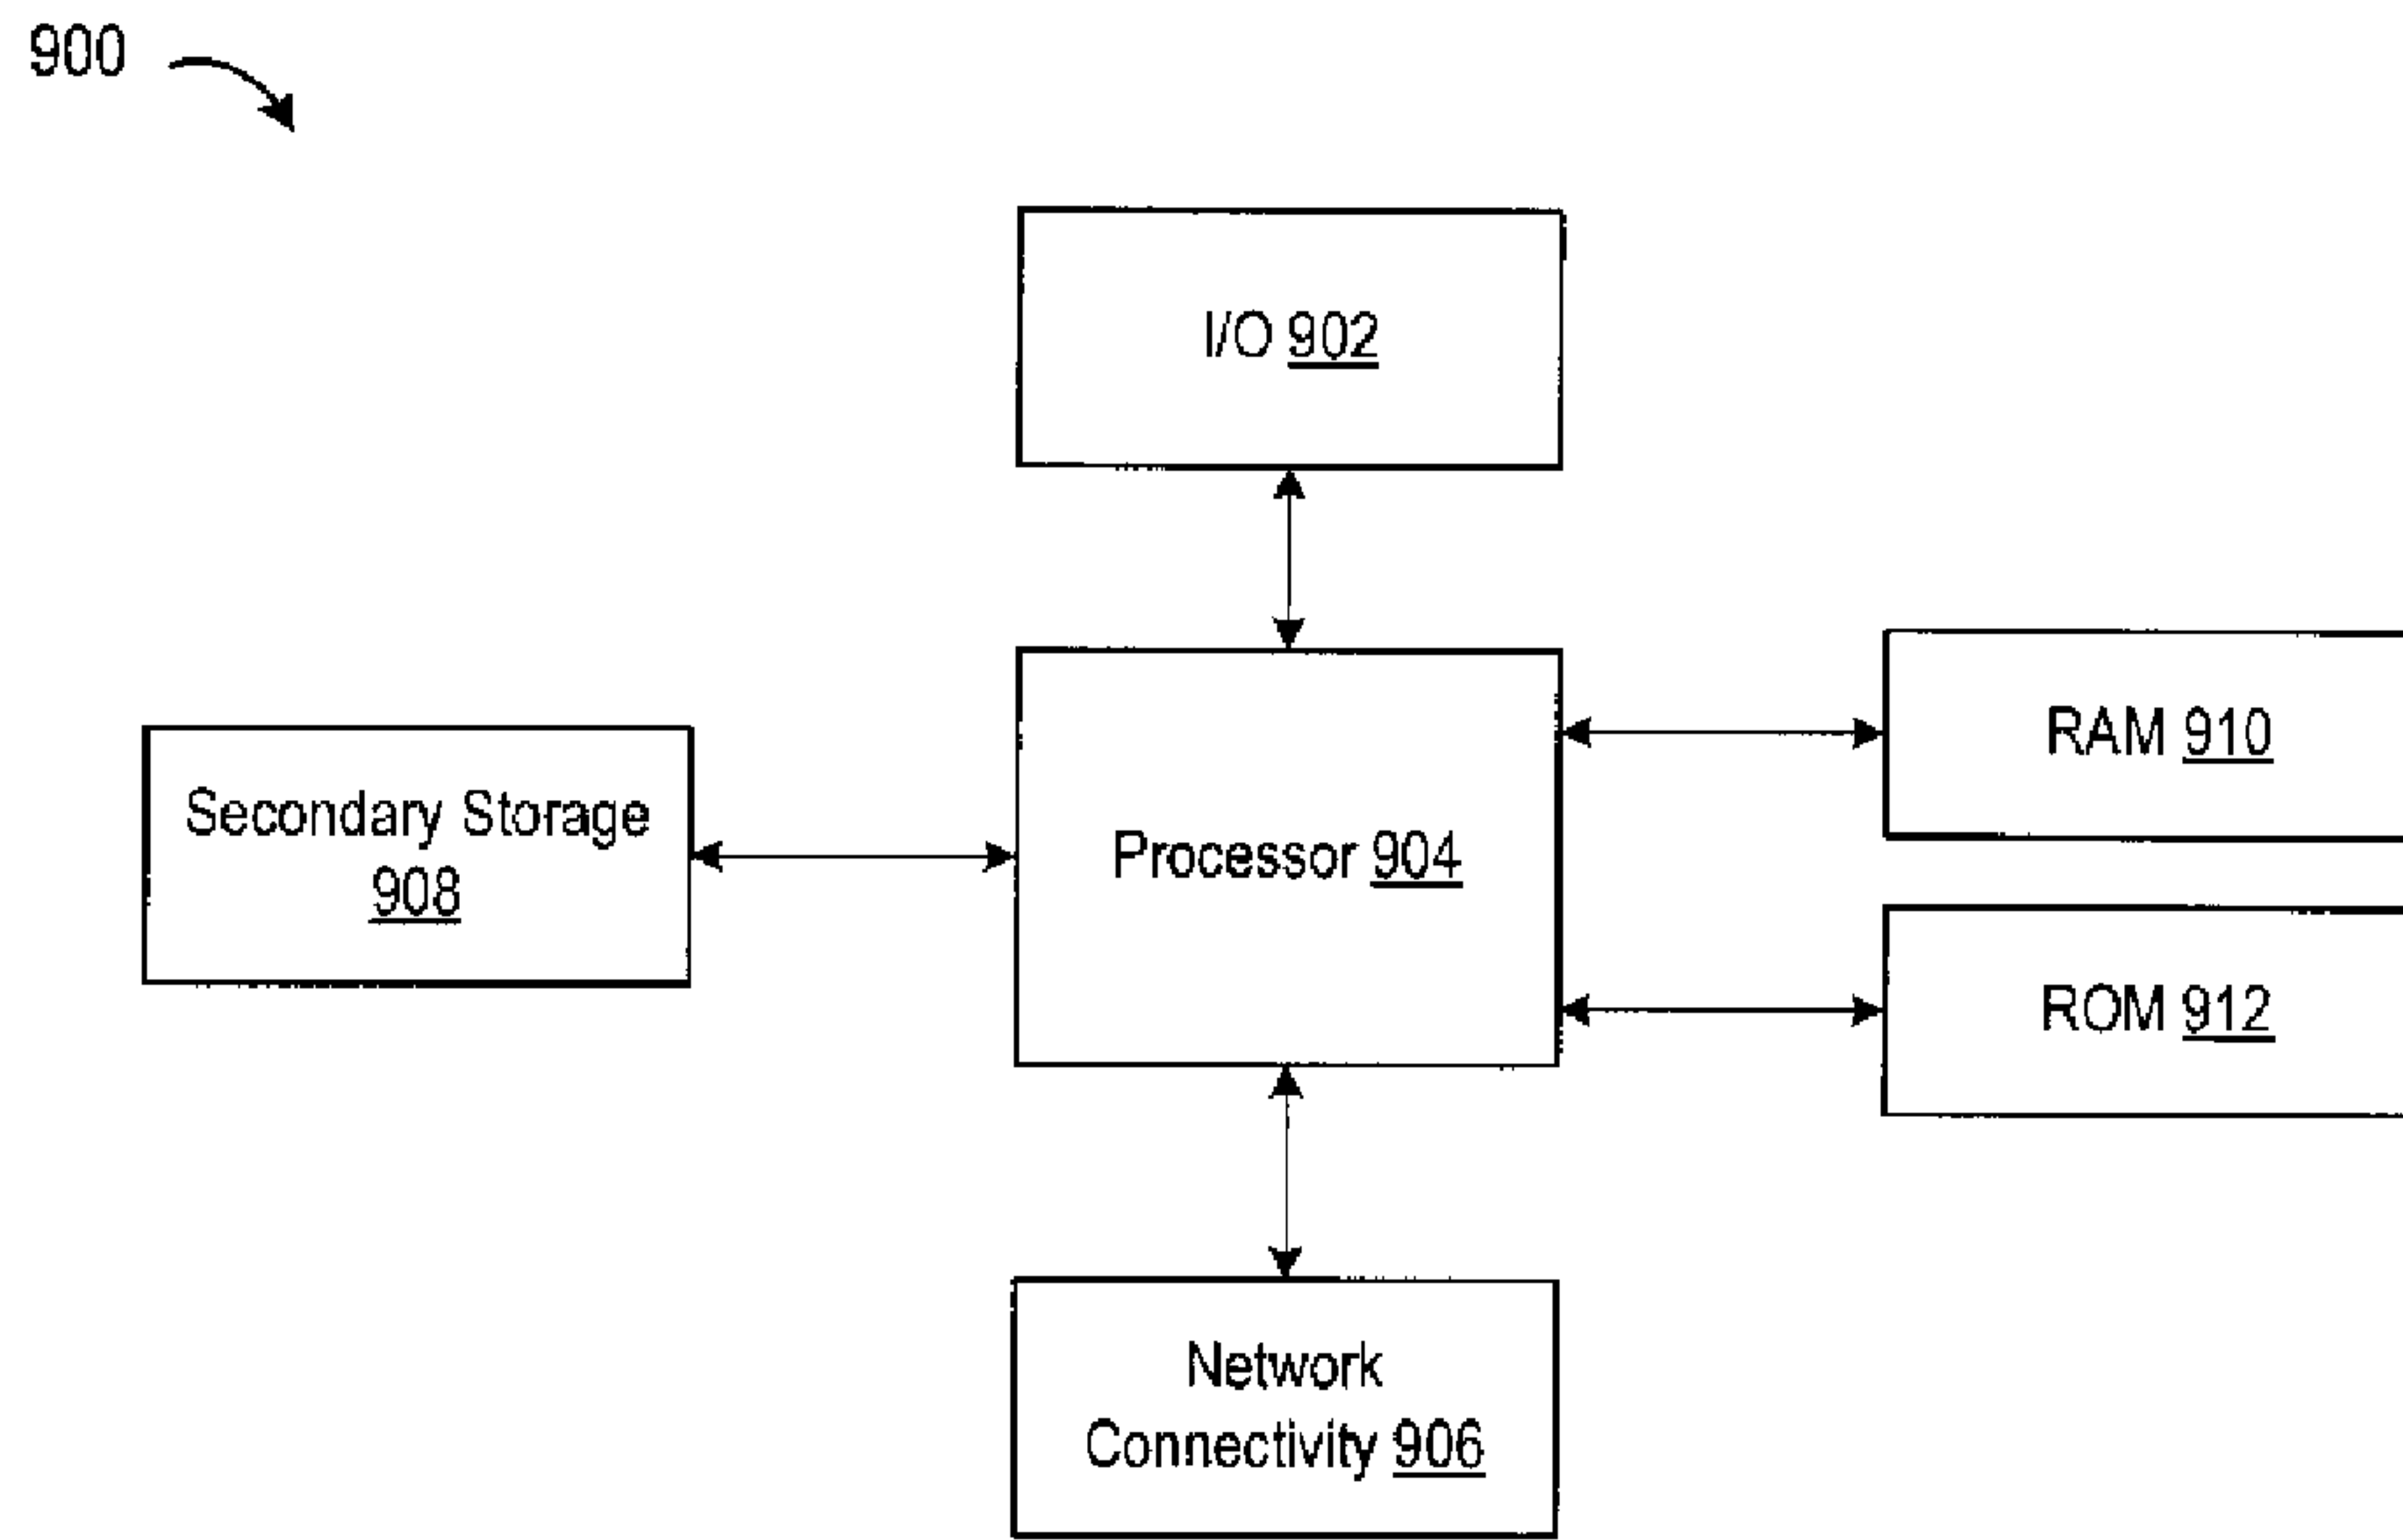 900
I/O 902
Secondary Storage
908
Processor 904
RAM 910
ROM 912
Network
Connectivity 906